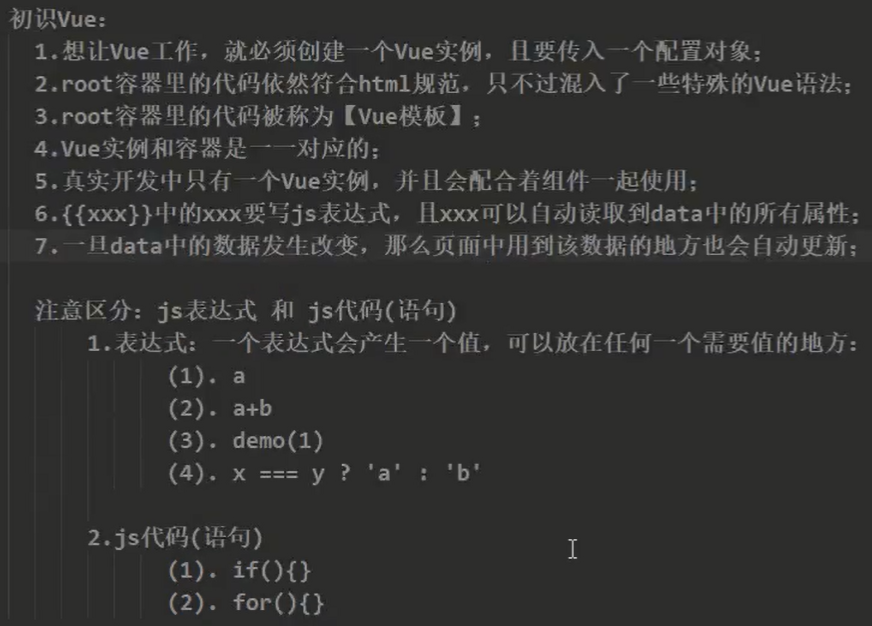 初识Vue:
1.想让Vue工作，就必须创建一个Vue实例，且要传入一个配置对象;
2.root容器里的代码依然符合html规范，只不过混入了一些特殊的Vue语法;
3.root容器里的代码被称为【Vue模板】;
4.Vue实例和容器是一一对应的;
5.真实开发中只有一个Vue实例，并且会配合着组件一起使用;
6.{{xxx}}中的xxx要写js表达式，且xxx可以自动读取到data中的所有属性;
7.一旦data中的数据发生改变，那么页面中用到该数据的地方也会自动更新;
注意区分: js表达式 和 js代码(语句)
1.表达式: 一个表达式会产生一个值，可以放在任何一个需要值的地方:
(1). a
(2). a+b
(3). demo(1)
(4). x === y ? 'a' : 'b'
2.js代码(语句)
(1). if(){}
(2). for(){}